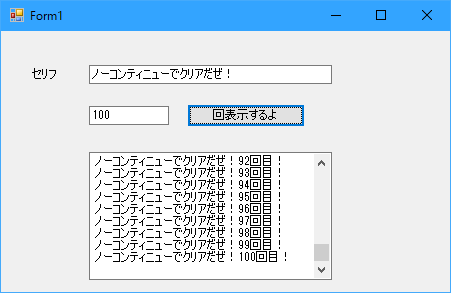 Form1
セリフ
ノーコンティニューでクリアだぜ！
100
回表示するよ
ノーコンティニューでクリアだぜ！92回目！
ノーコンティニューでクリアだぜ！93回目！
ノーコンティニューでクリアだぜ！94回目！
ノーコンティニューでクリアだぜ！95回目！
ノーコンティニューでクリアだぜ！96回目！
ノーコンティニューでクリアだぜ！97回目！
ノーコンティニューでクリアだぜ！98回目！
ノーコンティニューでクリアだぜ！99回目！
ノーコンティニューでクリアだぜ！100回目！